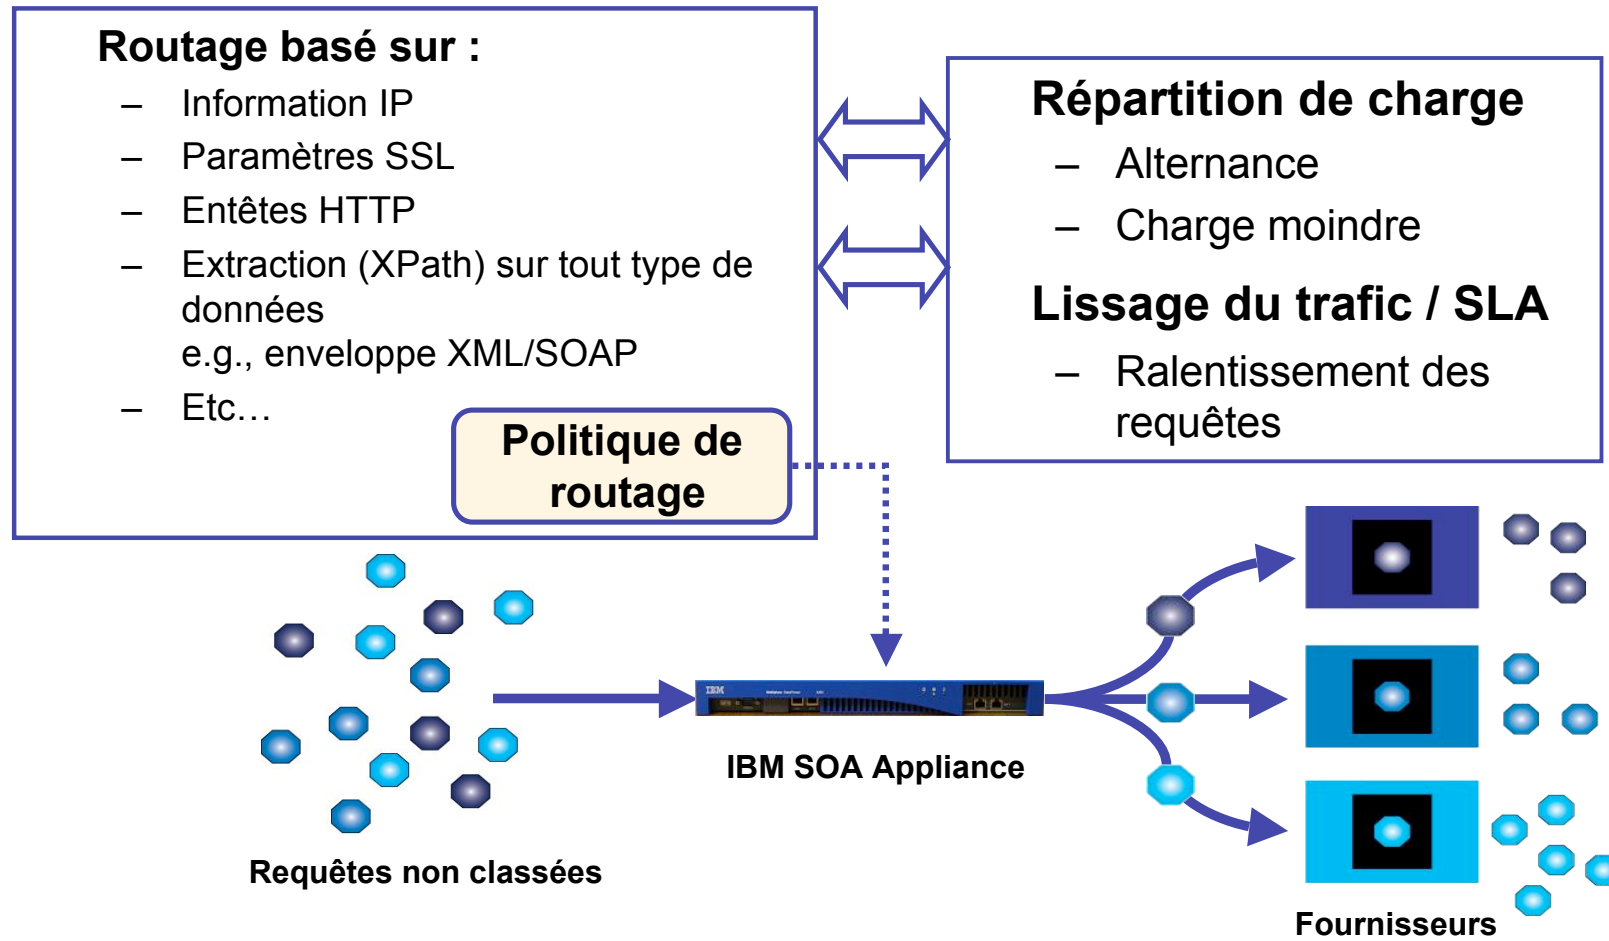 Routage basé sur :
– Information IP
– Paramètres SSL
– Entêtes HTTP
– Extraction (XPath) sur tout type de
données
e.g., enveloppe XML/SOAP
– Etc…
Politique de
routage
Répartition de charge
– Alternance
– Charge moindre
Lissage du trafic / SLA
– Ralentissement des
requêtes
IBM
IBM SOA Appliance
Requêtes non classées
Fournisseurs